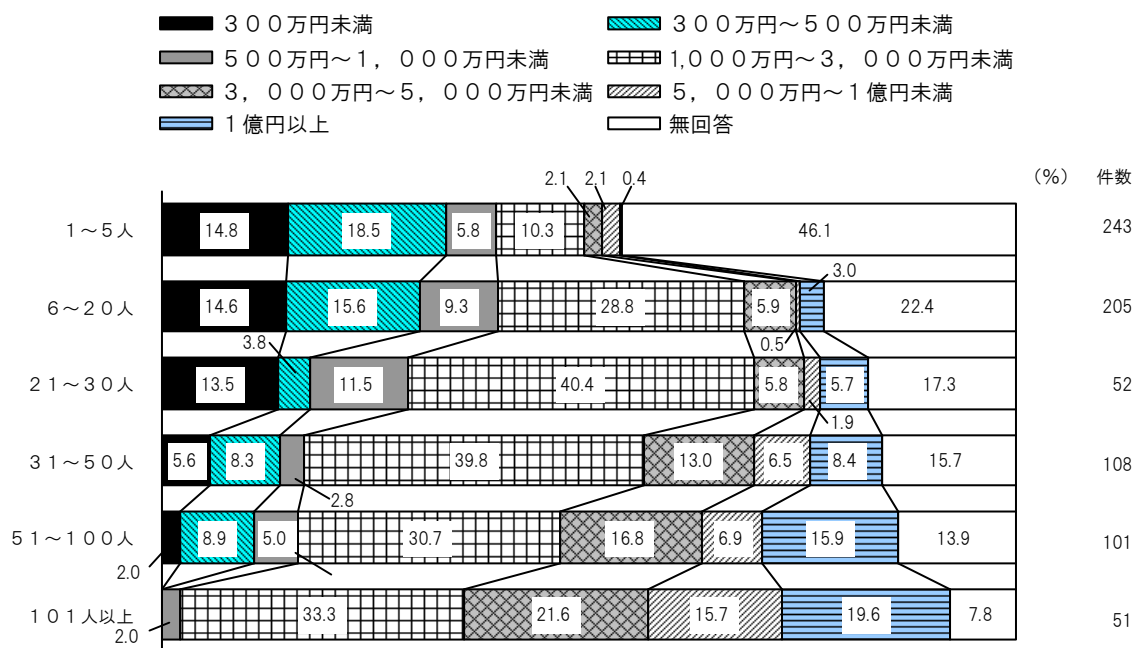 ３００万円未満 ３００万円～５００万円未満
５００万円～１，０００万円未満 1,０００万円～３，０００万円未満
３，０００万円～５，０００万円未満 ５，０００万円～１億円未満
１億円以上 無回答
（%） 件数
2.1 2.1 0.4
１～５人 14.8 18.5 5.8 10.3 46.1 243
3.0
６～２０人 14.6 15.6 9.3 28.8 5.9 22.4 205
3.8 0.5
２１～３０人 13.5 11.5 40.4 5.8 5.7 17.3 52
1.9
３１～５０人 5.6 8.3 39.8 13.0 6.5 8.4 15.7 108
2.8
５１～１００人 8.9 5.0 30.7 16.8 6.9 15.9 13.9 101
2.0
１０１人以上 33.3 21.6 15.7 19.6 7.8 51
2.0